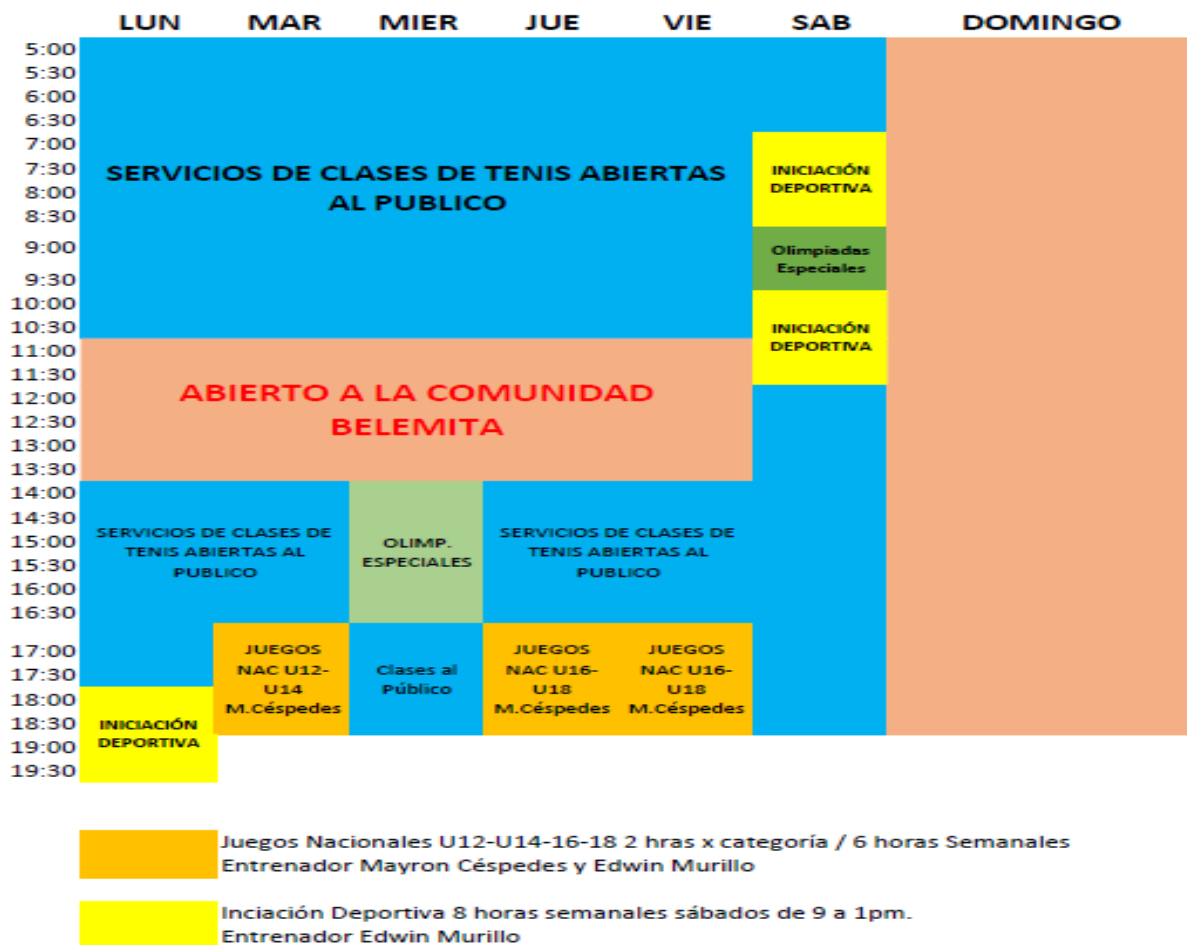 LUN MAR MIER JUE VIE SAB DOMINGO
5:00
5:30
6:00
6:30
7:00
7:30
8:00
8:30
9:00
9:30
10:00
10:30
11:00
11:30
12:00
12:30
13:00
13:30
14:00
14:30
15:00
15:30
16:00
16:30
17:00
17:30
18:00
18:30
19:00
19:30
SERVICIOS DE CLASES DE TENIS ABIERTAS
AL PUBLICO
INICIACIÓN
DEPORTIVA
Olimpiadas
Especiales
INICIACIÓN
DEPORTIVA
ABIERTO A LA COMUNIDAD
BELEMITA
SERVICIOS DE CLASES DE
TENIS ABIERTAS AL
PUBLICO
OLIMP.
ESPECIALES
SERVICIOS DE CLASES DE
TENIS ABIERTAS AL
PUBLICO
JUEGOS
NAC U12-
U14
M.Céspedes
Clases al
Público
JUEGOS
NAC U16-
U18
M.Céspedes
JUEGOS
NAC U16-
U18
M.Céspedes
INICIACIÓN
DEPORTIVA
Juegos Nacionales U12-U14-16-18 2 hras x categoría / 6 horas Semanales
Entrenador Mayron Céspedes y Edwin Murillo
Inciación Deportiva 8 horas semanales sábados de 9 a 1pm.
Entrenador Edwin Murillo